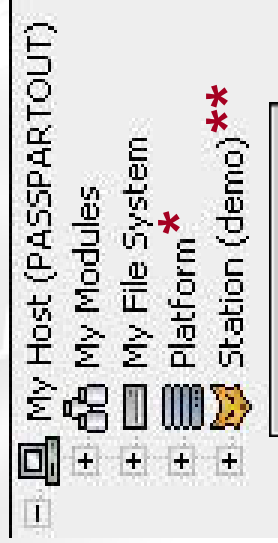 My Host (PASSPARTOUT)
My Modules
My File System
Platform *
Station (demo) **